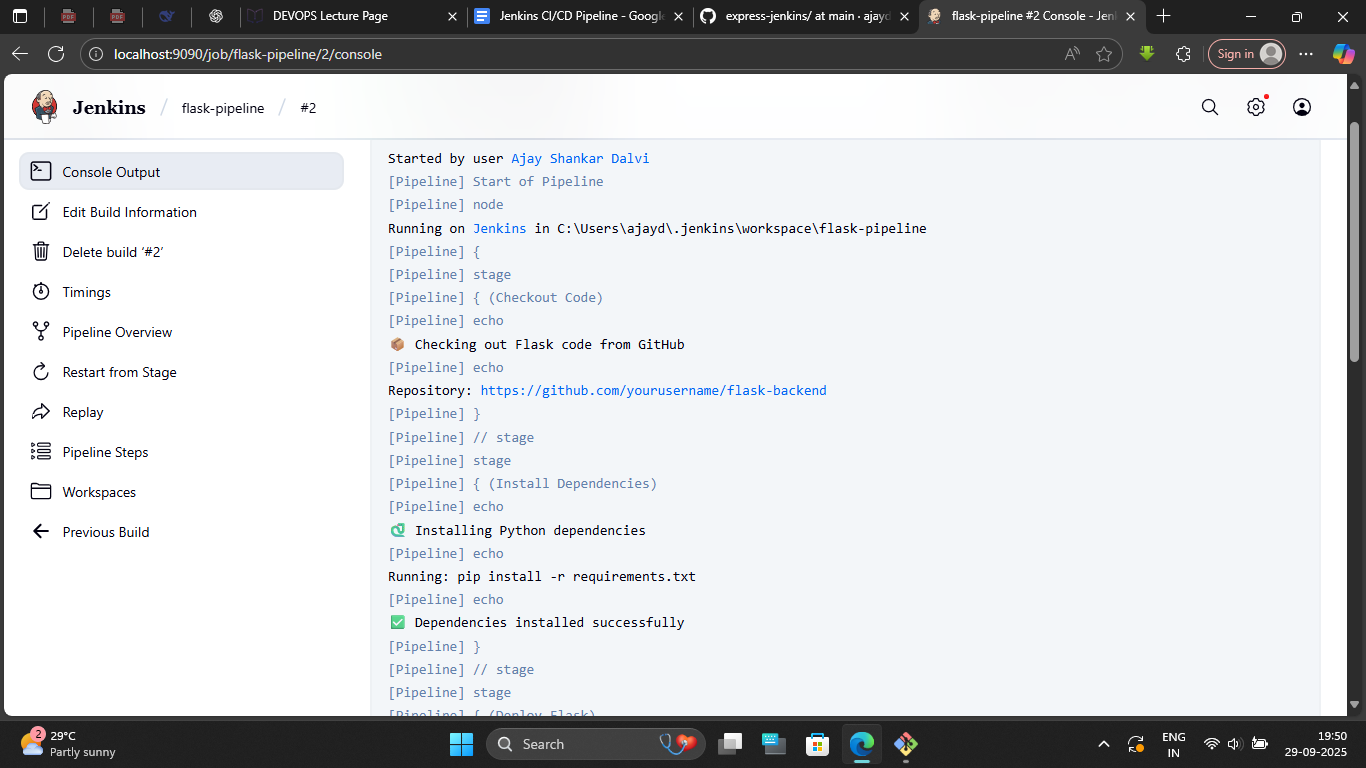 DEVOPS Lecture Page
Jenkins CI/CD Pipeline - Google
express-jenkins/ at main · ajayd
flask-pipeline #2 Console - Jen
localhost:9090/job/flask-pipeline/2/console
Sign in
Jenkins / flask-pipeline / #2
Console Output
Edit Build Information
Delete build ‘#2’
Timings
Pipeline Overview
Restart from Stage
Replay
Pipeline Steps
Workspaces
Previous Build
Started by user Ajay Shankar Dalvi
[Pipeline] Start of Pipeline
[Pipeline] node
Running on Jenkins in C:\Users\ajayd\.jenkins\workspace\flask-pipeline
[Pipeline] {
[Pipeline] stage
[Pipeline] { (Checkout Code)
[Pipeline] echo
📦 Checking out Flask code from GitHub
[Pipeline] echo
Repository: https://github.com/yourusername/flask-backend
[Pipeline] }
[Pipeline] // stage
[Pipeline] stage
[Pipeline] { (Install Dependencies)
[Pipeline] echo
🐍 Installing Python dependencies
[Pipeline] echo
Running: pip install -r requirements.txt
[Pipeline] echo
✅ Dependencies installed successfully
[Pipeline] }
[Pipeline] // stage
[Pipeline] stage
[Pipeline] { (Deploy Flask)
2
29°C
Partly sunny
Search
ENG
IN
19:50
29-09-2025